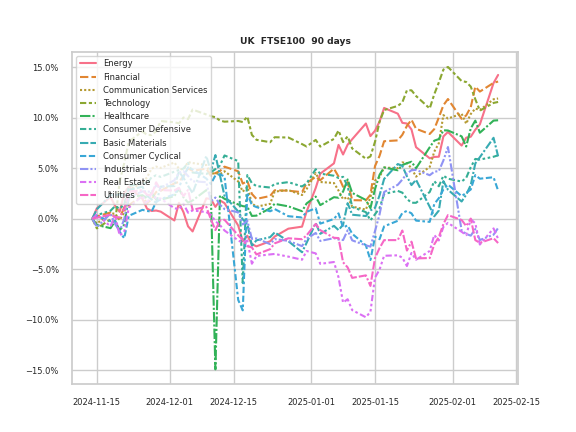 UK  FTSE100  90 days
Energy
Financial
Communication Services
Technology
Healthcare
Consumer Defensive
Basic Materials
Consumer Cyclical
Industrials
Real Estate
Utilities
15.0%
10.0%
5.0%
0.0%
−5.0%
−10.0%
−15.0%
2024-11-15 2024-12-01 2024-12-15 2025-01-01 2025-01-15 2025-02-01 2025-02-15